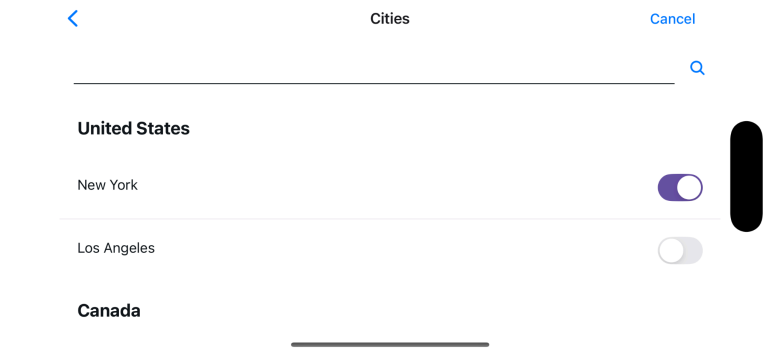 Cities
Cancel
United States
New York
Los Angeles
Canada